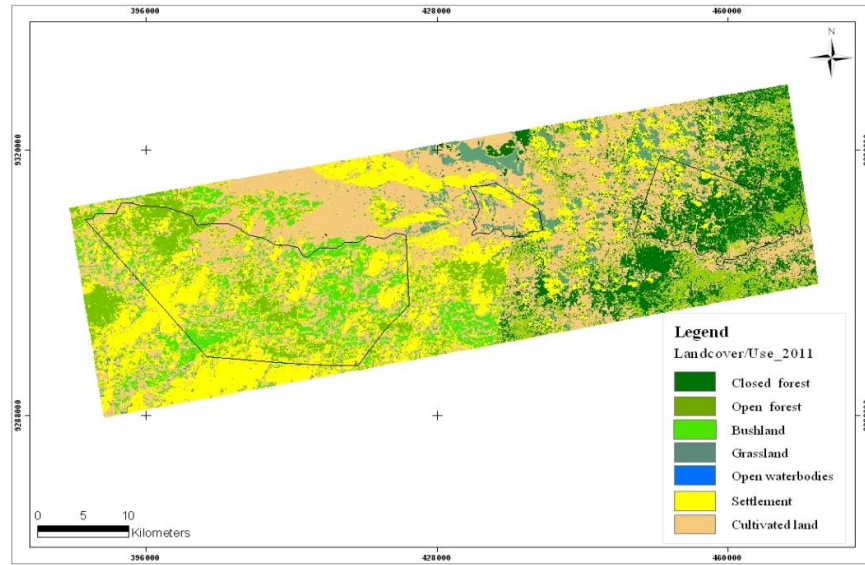 396000 428000 460000
N
9320000
9288000
Legend
Landcover/Use_2011
Closed forest
Open forest
Bushland
Grassland
Open waterbodies
Settlement
Cultivated land
0 5 10
Kilometers
396000 428000 460000